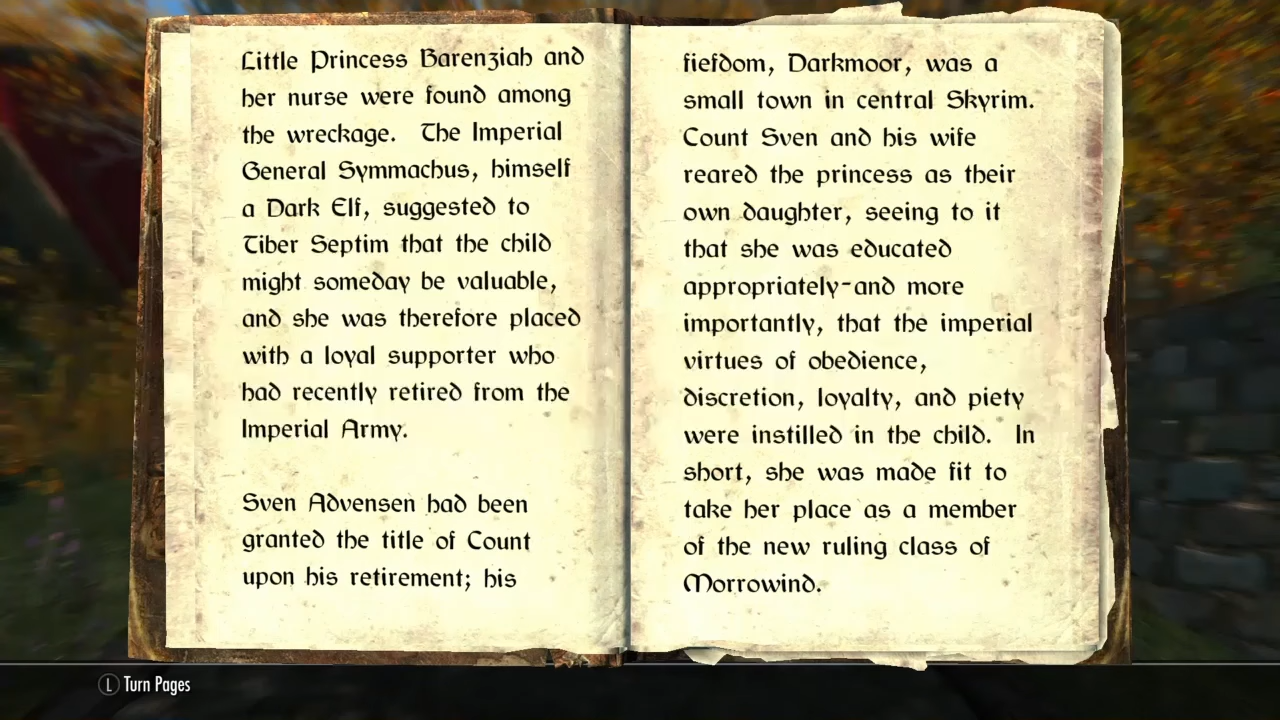 Little Princess Barenziah and
her nurse were found among
the wreckage. The Imperial
General Symmachus, himself
a Dark Elf, suggested to
Tiber Septim that the child
might someday be valuable,
and she was therefore placed
with a loyal supporter who
had recently retired from the
Imperial Army.
Sven Advensen had been
granted the title of Count
upon his retirement; his
fiefdom, Darkmoor, was a
small town in central Skyrim.
Count Sven and his wife
reared the princess as their
own daughter, seeing to it
that she was educated
appropriately-and more
importantly, that the imperial
virtues of obedience,
discretion, loyalty, and piety
were instilled in the child. In
short, she was made fit to
take her place as a member
of the new ruling class of
Morrowind.
L Turn Pages